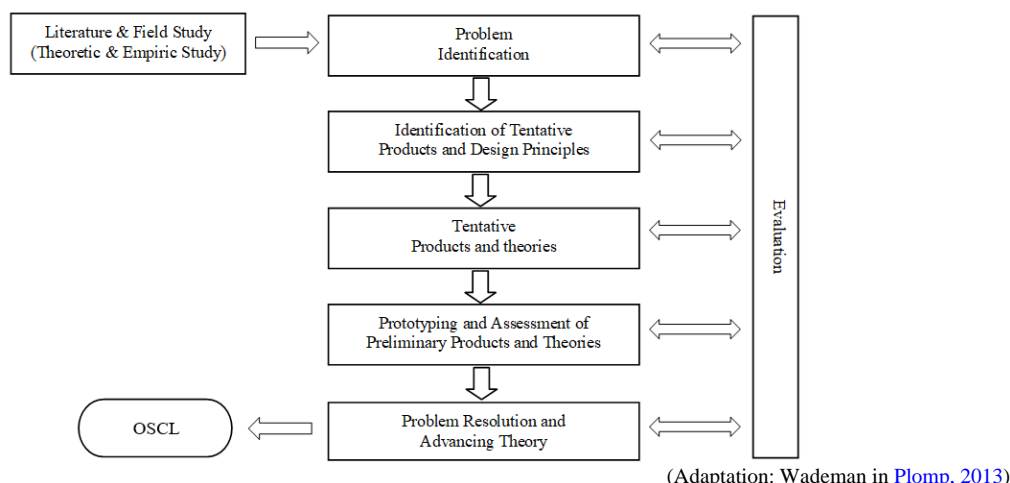 Literature & Field Study
(Theoretic & Empiric Study)
Problem
Identification
Identification of Tentative
Products and Design Principles
Tentative
Products and theories
Evaluation
Prototyping and Assessment of
Preliminary Products and Theories
Problem Resolution and
Advancing Theory
OSCL
(Adaptation: Wademan in Plomp, 2013)